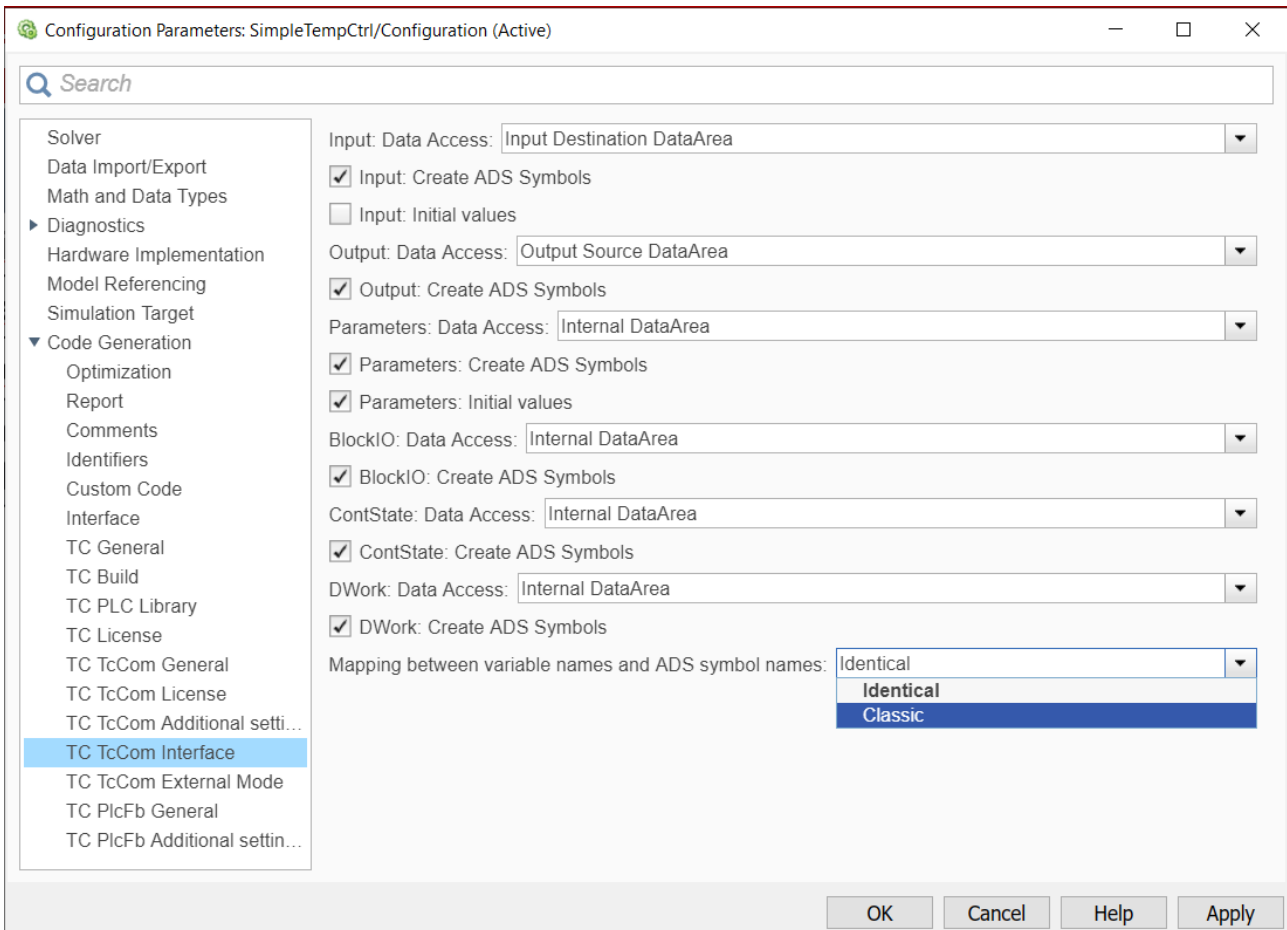 Configuration Parameters: SimpleTempCtrl/Configuration (Active)
Search
Solver
Data Import/Export
Math and Data Types
Diagnostics
Hardware Implementation
Model Referencing
Simulation Target
Code Generation
Optimization
Report
Comments
Identifiers
Custom Code
Interface
TC General
TC Build
TC PLC Library
TC License
TC TcCom General
TC TcCom License
TC TcCom Additional setti...
TC TcCom Interface
TC TcCom External Mode
TC PlcFb General
TC PlcFb Additional settin...
Input: Data Access: Input Destination DataArea
Input: Create ADS Symbols
Input: Initial values
Output: Data Access: Output Source DataArea
Output: Create ADS Symbols
Parameters: Data Access: Internal DataArea
Parameters: Create ADS Symbols
Parameters: Initial values
BlockIO: Data Access: Internal DataArea
BlockIO: Create ADS Symbols
ContState: Data Access: Internal DataArea
ContState: Create ADS Symbols
DWork: Data Access: Internal DataArea
DWork: Create ADS Symbols
Mapping between variable names and ADS symbol names: Identical
Identical
Classic
OK Cancel Help Apply